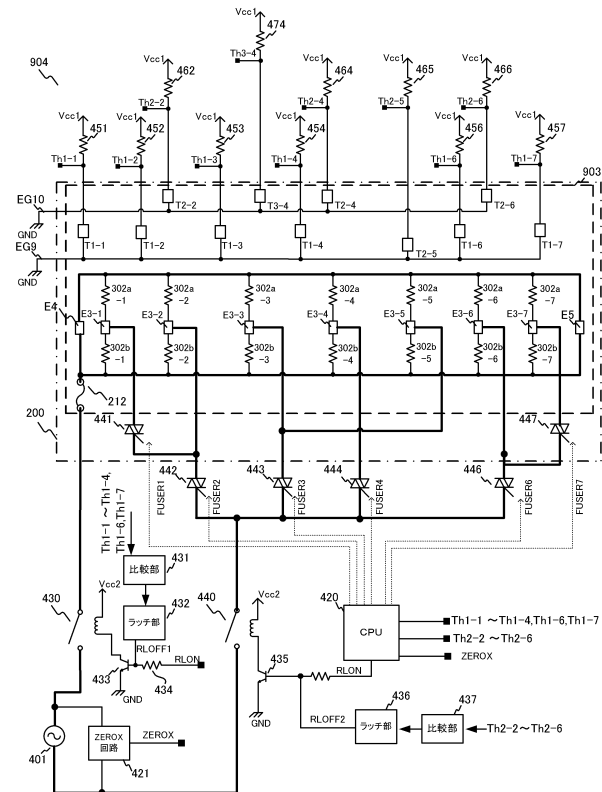 904
474
Vcc1
Th3-4
462
Vcc1
Th2-2
464
Vcc1
Th2-4
465
Vcc1
Th2-5
466
Vcc1
Th2-6
451
Vcc1
Th1-1
452
Vcc1
Th1-2
453
Vcc1
Th1-3
454
Vcc1
Th1-4
456
Vcc1
Th1-6
457
Vcc1
Th1-7
903
EG10
GND
T2-2
T3-4
T2-4
T2-6
EG9
GND
T1-1
T1-2
T1-3
T1-4
T2-5
T1-6
T1-7
E4
302a
-1
302a
-2
302a
-3
302a
-4
302a
-5
302a
-6
302a
-7
E3-1
E3-2
E3-3
E3-4
E3-5
E3-6
E3-7
E5
302b
-1
302b
-2
302b
-3
302b
-4
302b
-5
302b
-6
302b
-7
212
200
441
447
442
443
444
446
FUSER1
FUSER2
FUSER3
FUSER4
FUSER6
FUSER7
Th1-1 ～Th1-4,
Th1-6,Th1-7
比較部
431
430
Vcc2
ラッチ部
432
RLOFF1
RLON
433
434
GND
440
Vcc2
435
RLON
GND
RLOFF2
420
CPU
Th1-1 ～Th1-4,Th1-6,Th1-7
Th2-2 ～Th2-6
ZEROX
436
ラッチ部
437
比較部
Th2-2～Th2-6
401
ZEROX
回路
ZEROX
421